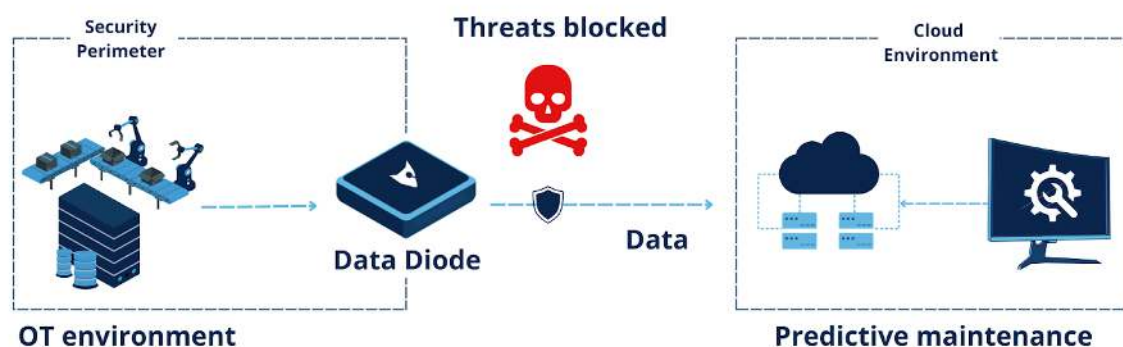 Security
Perimeter
Threats blocked
Cloud
Environment
Data Diode
Data
OT environment
Predictive maintenance